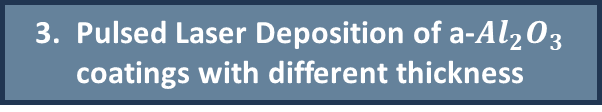 3. Pulsed Laser Deposition of a-Al₂O₃
coatings with different thickness